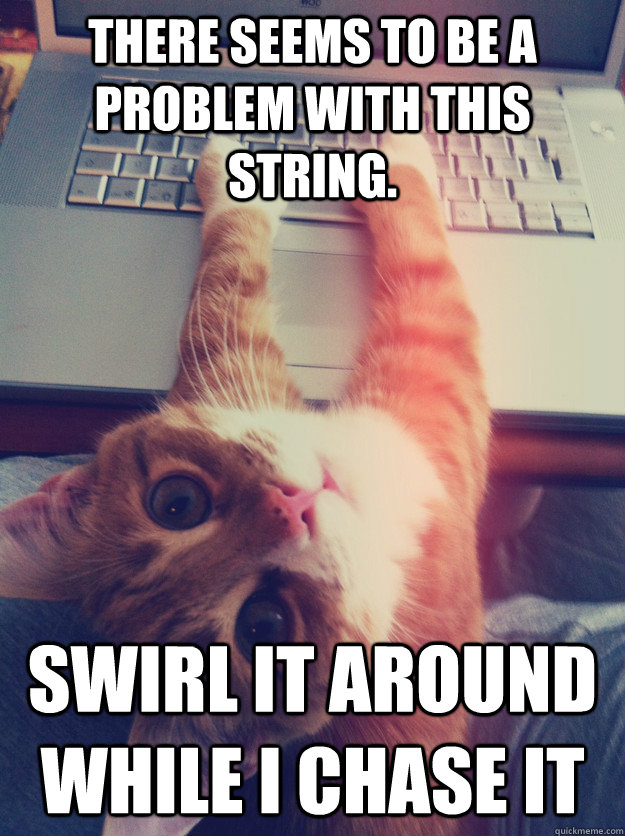 THERE SEEMS TO BE A
PROBLEM WITH THIS
STRING.
SWIRL IT AROUND
WHILE I CHASE IT
quickmeme.com